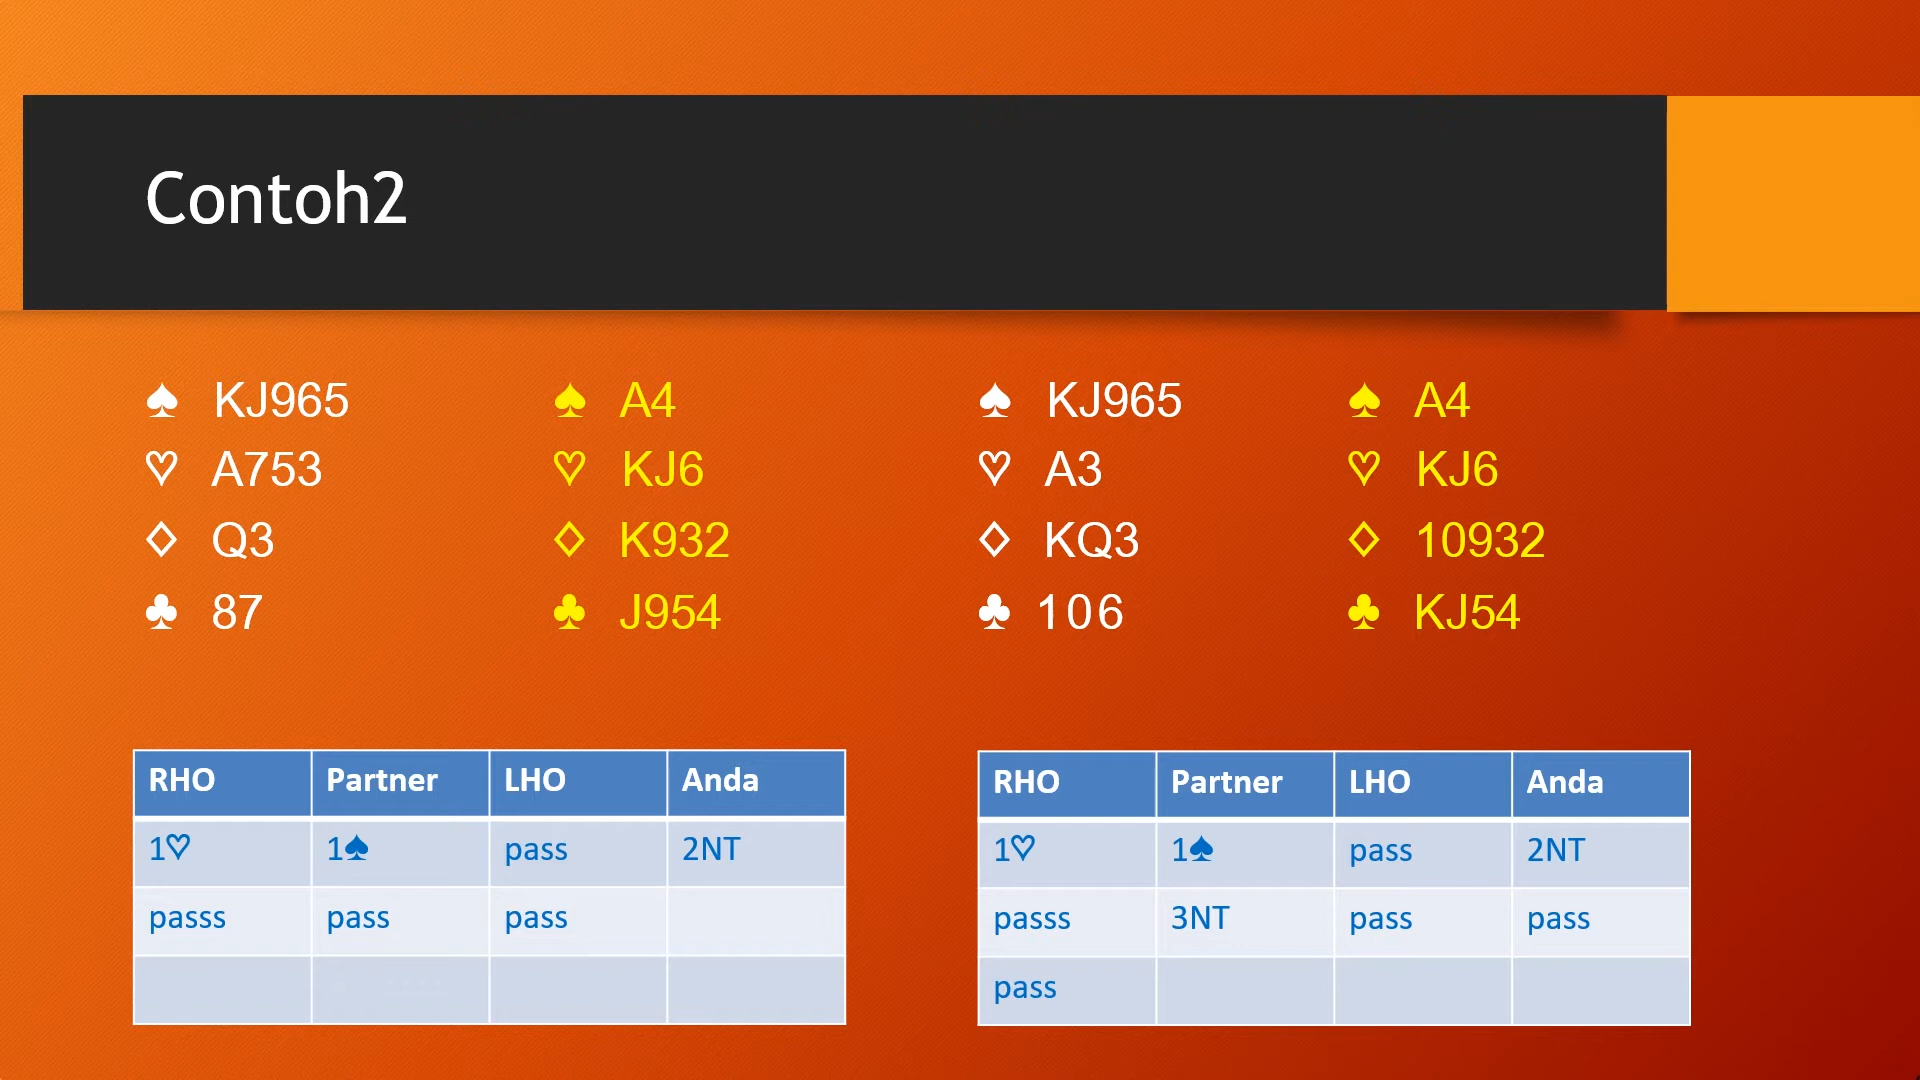 Contoh2
♠ KJ965 ♠ A4 ♠ KJ965 ♠ A4
♡ A753 ♡ KJ6 ♡ A3 ♡ KJ6
♢ Q3 ♢ K932 ♢ KQ3 ♢ 10932
♣ 87 ♣ J954 ♣ 106 ♣ KJ54
RHO Partner LHO Anda
1♡ 1♠ pass 2NT
passs pass pass
RHO Partner LHO Anda
1♡ 1♠ pass 2NT
passs 3NT pass pass
pass